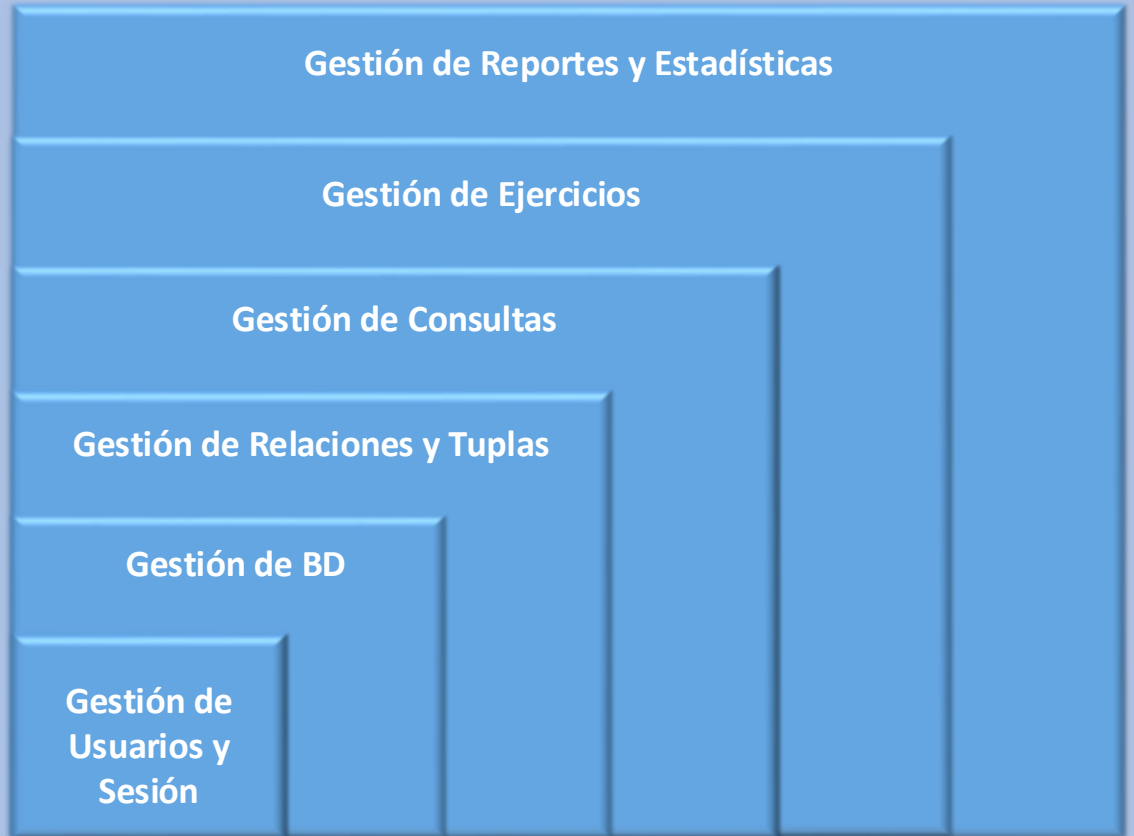 Gestión de Reportes y Estadísticas
Gestión de Ejercicios
Gestión de Consultas
Gestión de Relaciones y Tuplas
Gestión de BD
Gestión de
Usuarios y
Sesión